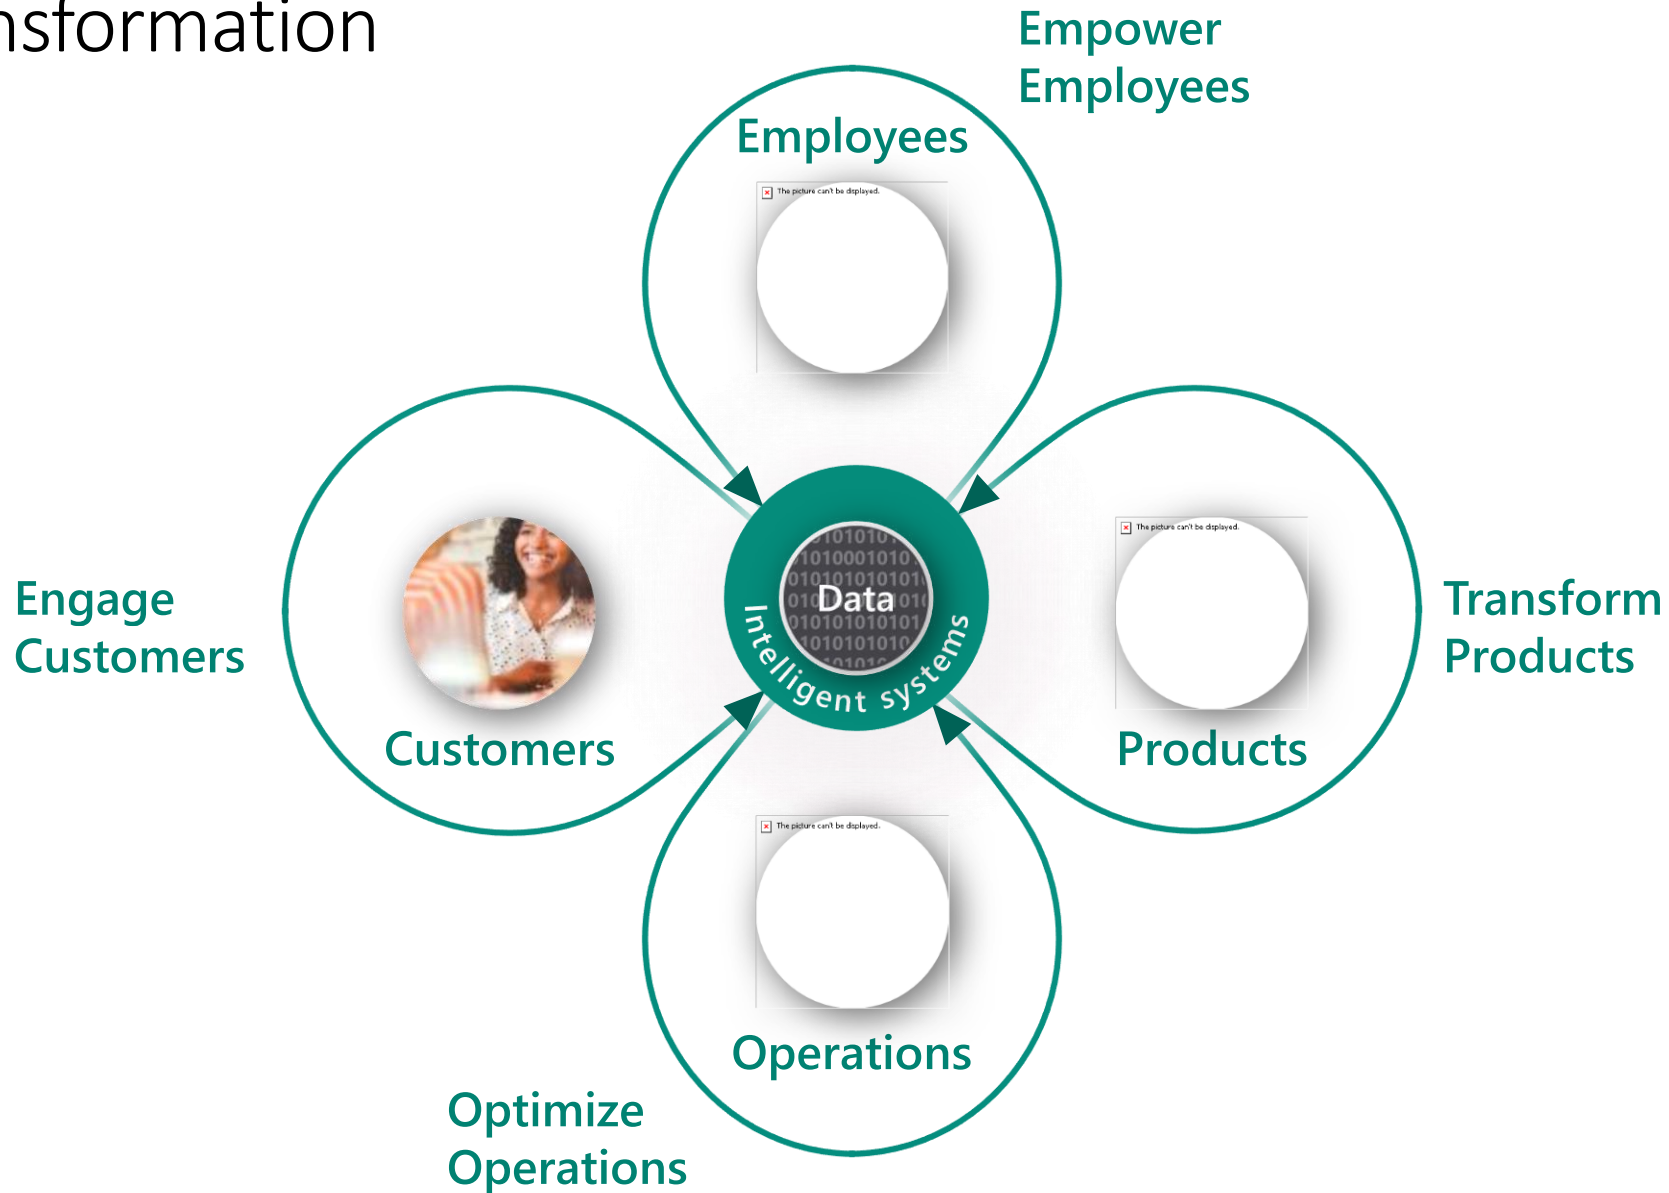 nsformation
Empower
Employees
Employees
The picture can't be displayed.
Engage
Customers
Customers
Data
Intelligent systems
The picture can't be displayed.
Products
Transform
Products
The picture can't be displayed.
Operations
Optimize
Operations